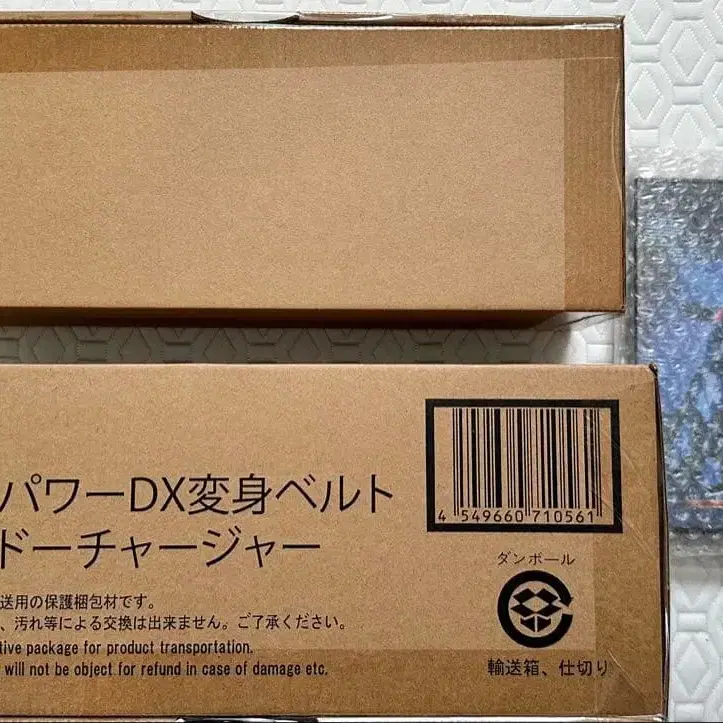 パワーDX変身ベルト
ドーチャージャー
送用の保護梱包材です。
、汚れ等による交換は出来ません。ご了承ください。
tive package for product transportation.
will not be object for refund in case of damage etc.
4 549660 710561
ダンボール
輸送箱、仕切り